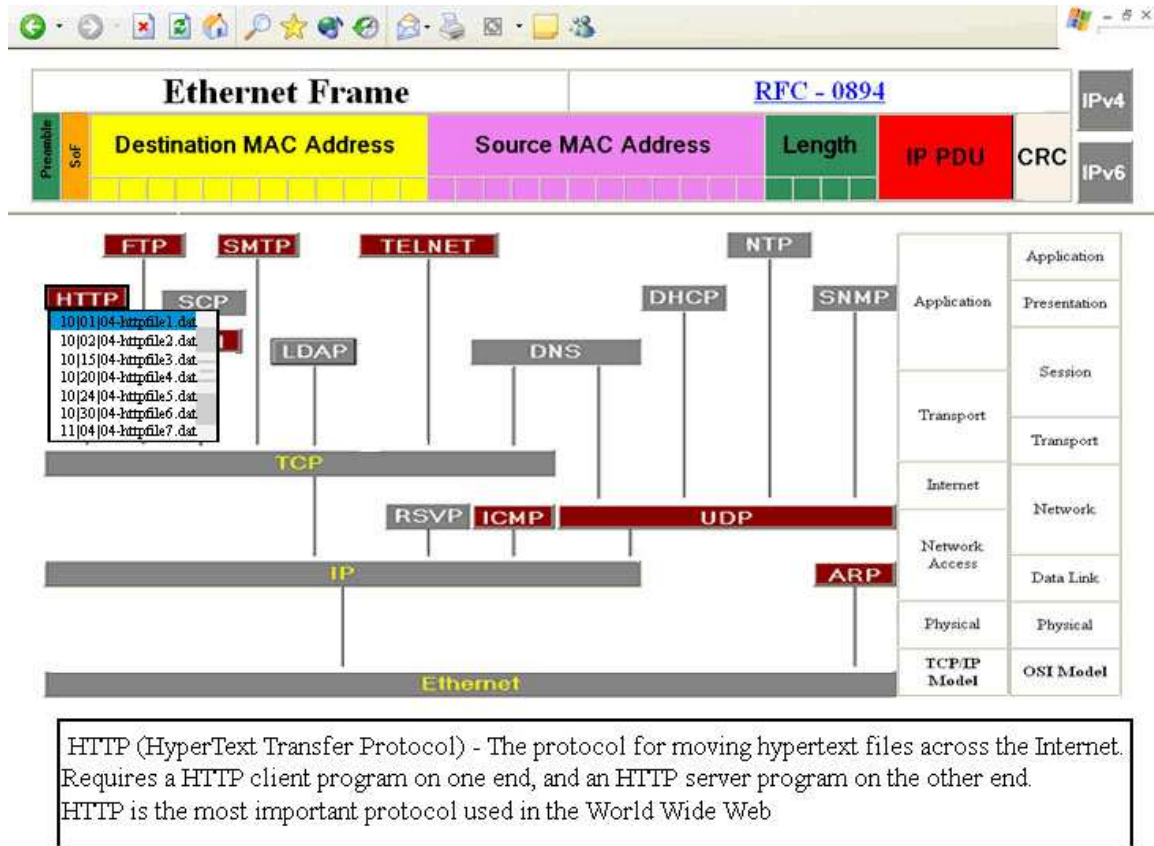 Ethernet Frame
RFC - 0894
IPv4
Preamble
SoF
Destination MAC Address
Source MAC Address
Length
IP PDU
CRC
IPv6
FTP
SMTP
TELNET
NTP
HTTP
SCP
DHCP
SNMP
10|01|04-httpfile1.dat
10|02|04-httpfile2.dat
10|15|04-httpfile3.dat
10|20|04-httpfile4.dat
10|24|04-httpfile5.dat
10|30|04-httpfile6.dat
11|04|04-httpfile7.dat
LDAP
DNS
TCP
RSVP
ICMP
UDP
IP
ARP
Ethernet
Application
Transport
Internet
Network
Access
Physical
TCP/IP
Model
Application
Presentation
Session
Transport
Network
Data Link
Physical
OSI Model
HTTP (HyperText Transfer Protocol) - The protocol for moving hypertext files across the Internet.
Requires a HTTP client program on one end, and an HTTP server program on the other end.
HTTP is the most important protocol used in the World Wide Web